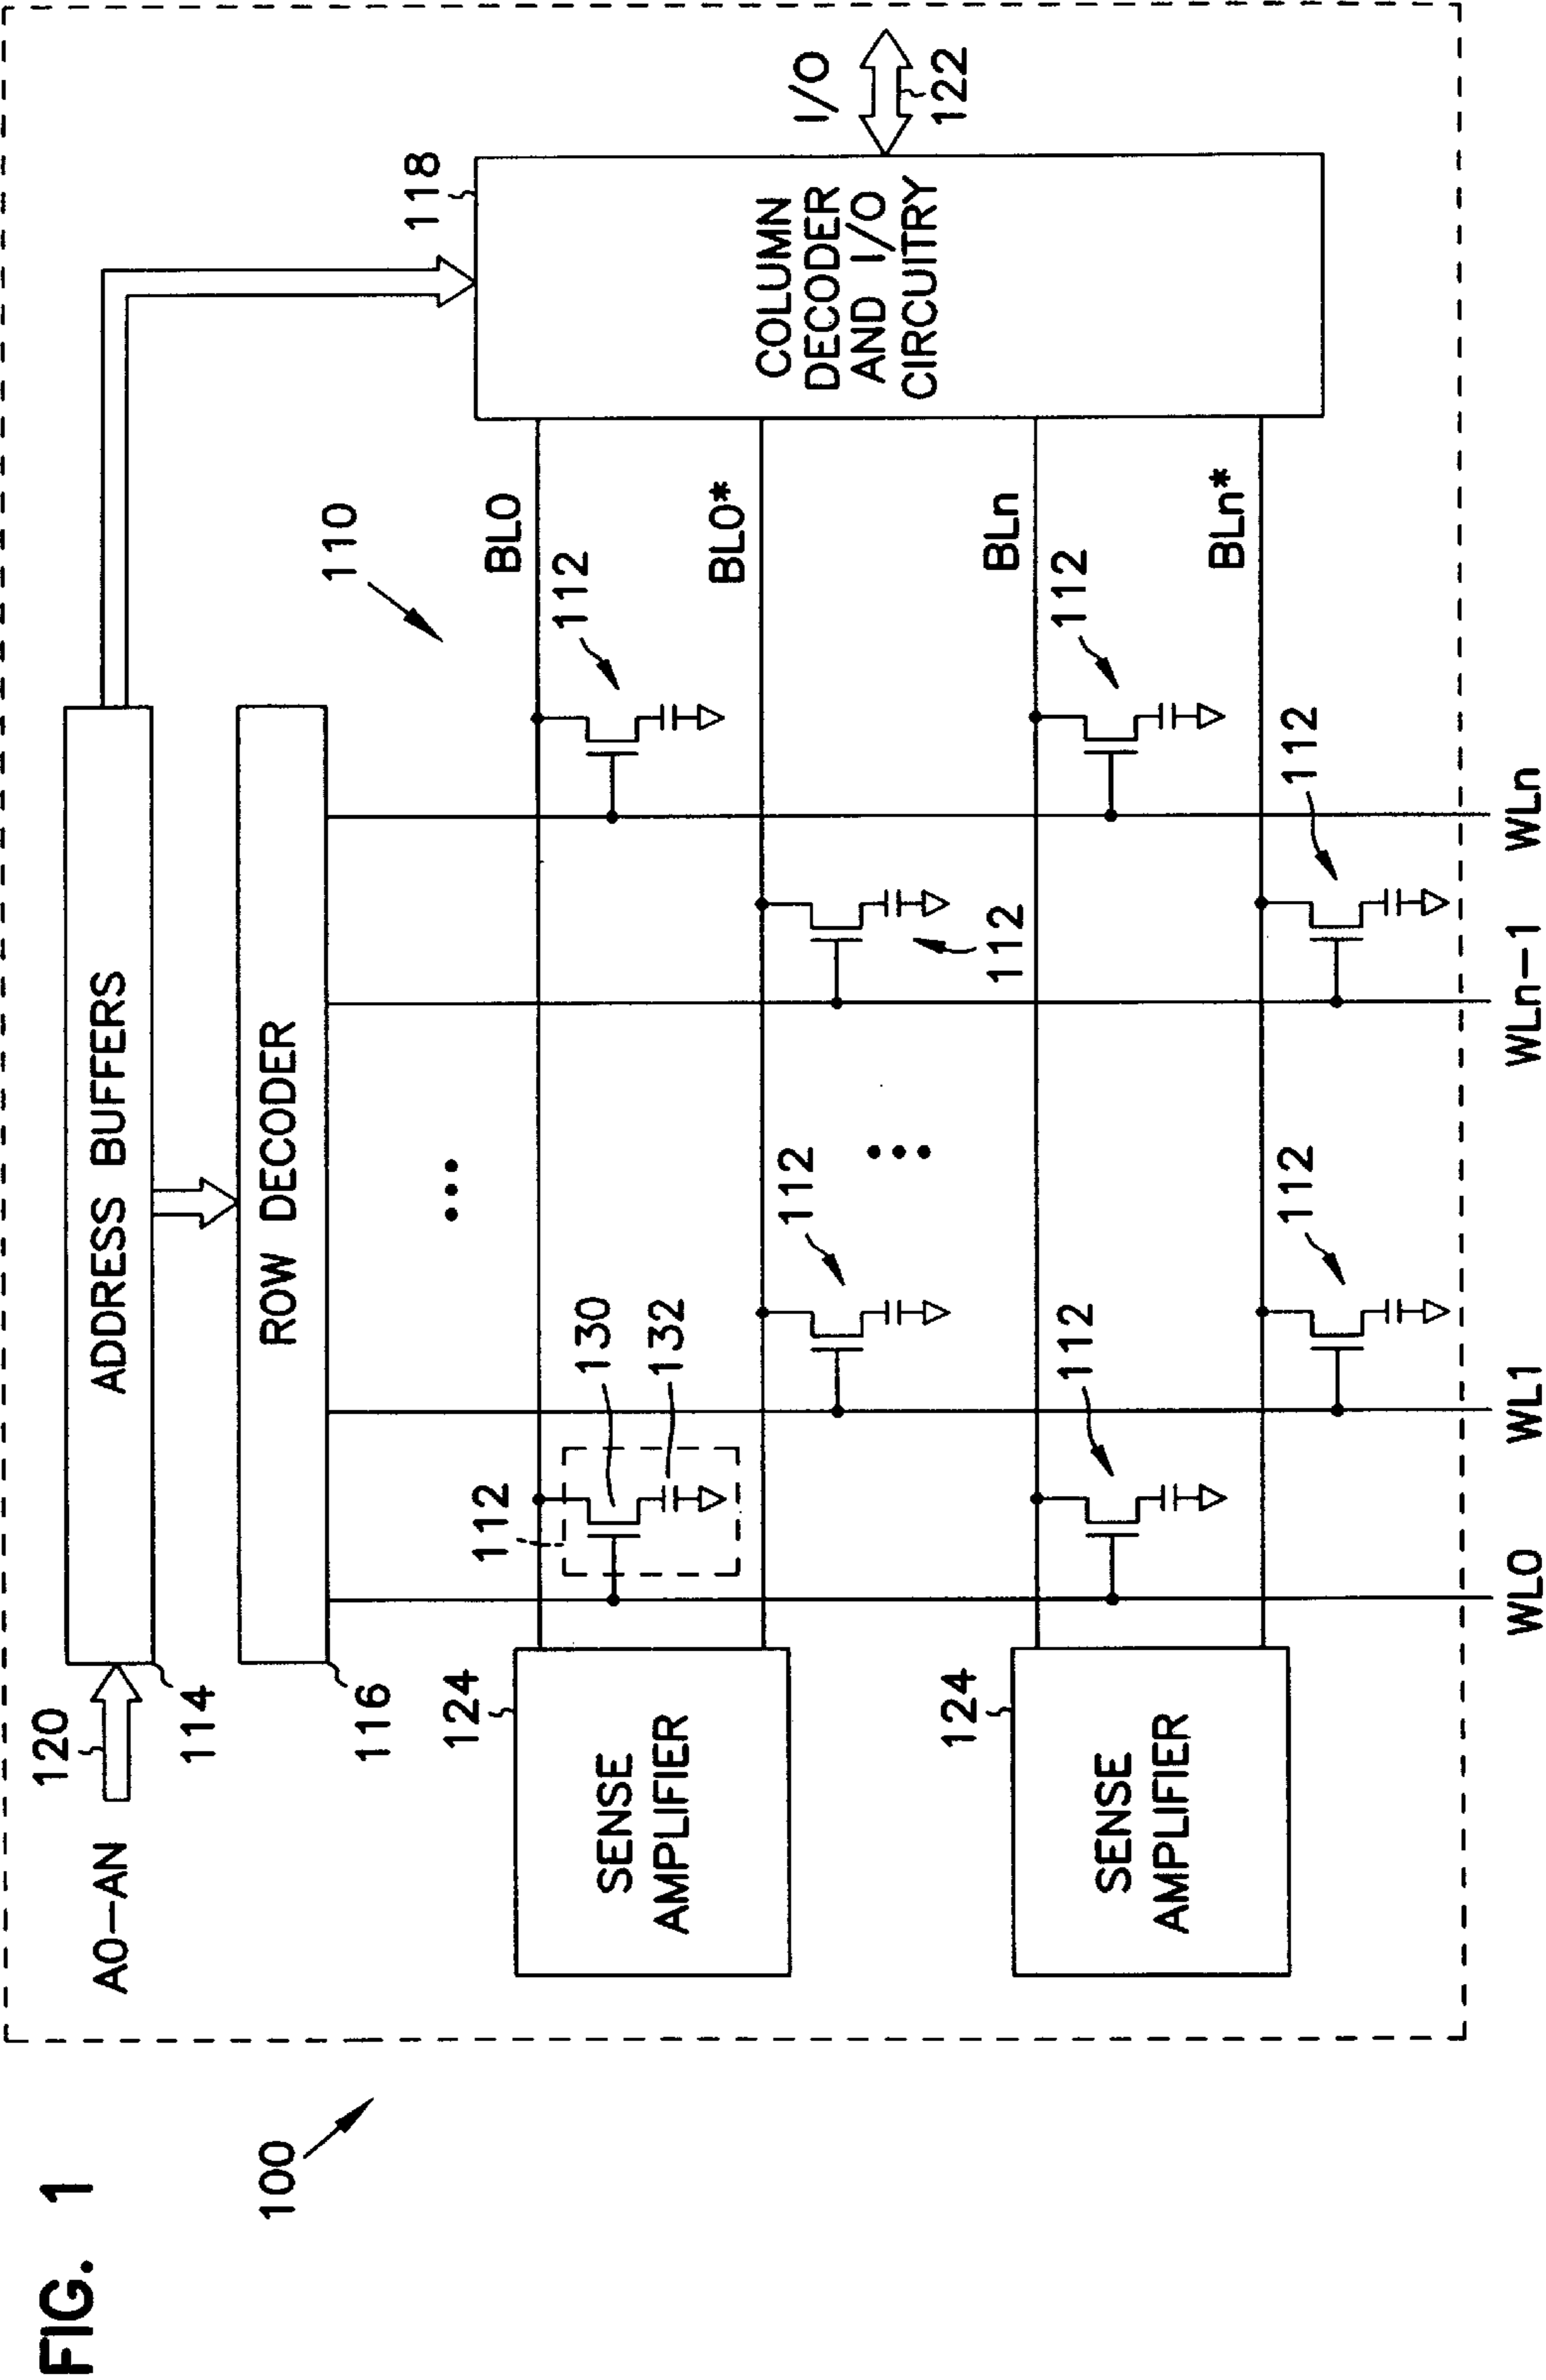 FIG. 1
100
A0-AN
120
114
ADDRESS BUFFERS
116
ROW DECODER
110
118
COLUMN
DECODER
AND I/O
CIRCUITRY
I/O
122
124
SENSE
AMPLIFIER
112
130
132
BL0
112
112
BL0*
112
124
SENSE
AMPLIFIER
112
BLn
112
112
BLn*
112
WL0
WL1
WLn-1
WLn